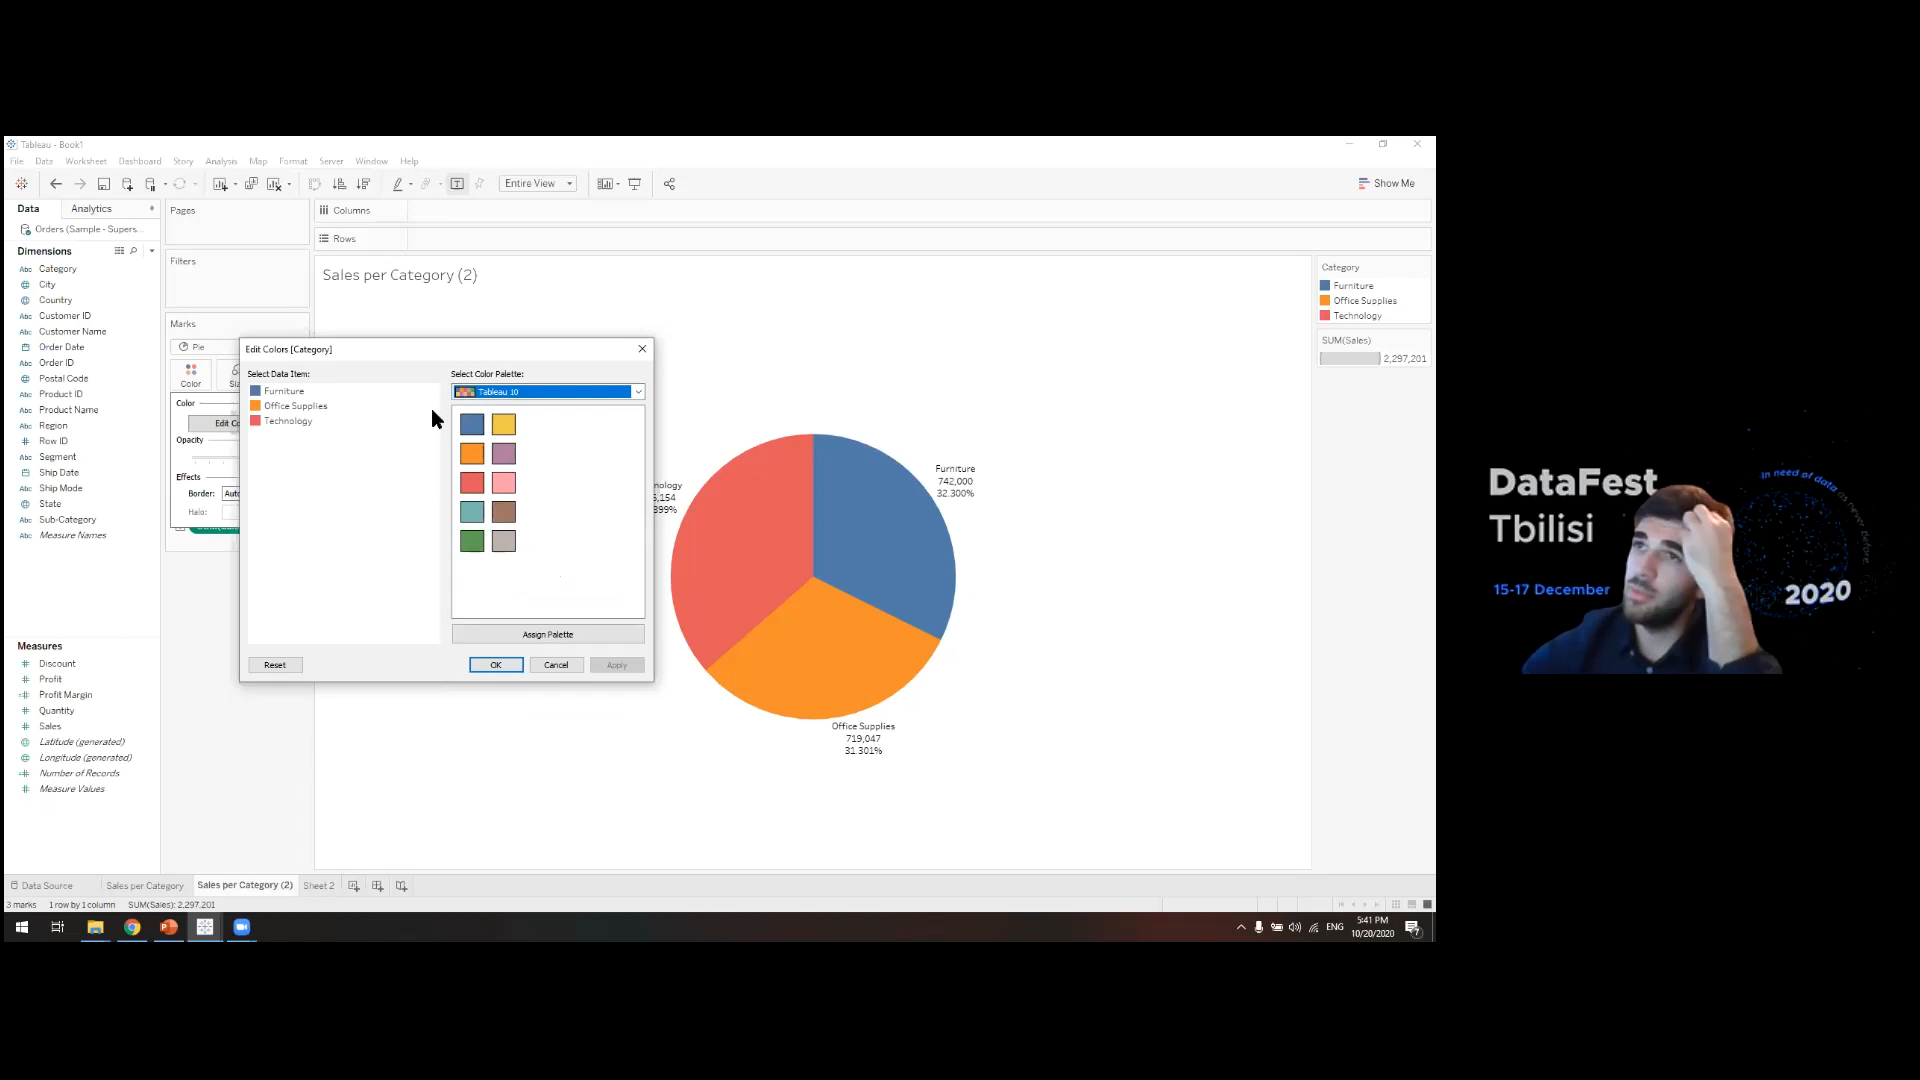 Tableau - Book1
File Data Worksheet Dashboard Story Analysis Map Format Server Window Help
Entire View
Show Me
Data Analytics
Pages
Columns
Orders (Sample - Supers...
Rows
Dimensions
Filters
Category
City
Country
Customer ID
Customer Name
Order Date
Order ID
Postal Code
Product ID
Product Name
Region
Row ID
Segment
Ship Date
Ship Mode
State
Sub-Category
Measure Names
Measures
Discount
Profit
Profit Margin
Quantity
Sales
Latitude (generated)
Longitude (generated)
Number of Records
Measure Values
Marks
Pie
Color
Color
Opacity
Effects
Border:
Halo:
Sales per Category (2)
Edit Colors [Category]
Select Data Item:
Furniture
Office Supplies
Technology
Select Color Palette:
Tableau 10
Assign Palette
Reset OK Cancel Apply
Furniture
742,000
32.300%
Office Supplies
719,047
31.301%
nology
5,154
399%
Category
Furniture
Office Supplies
Technology
SUM(Sales)
2,297,201
Data Source Sales per Category Sales per Category (2) Sheet 2
3 marks 1 row by 1 column SUM(Sales): 2,297,201
ENG
5:41 PM
10/20/2020
DataFest
Tbilisi
15-17 December
In need of data
as never before
2020